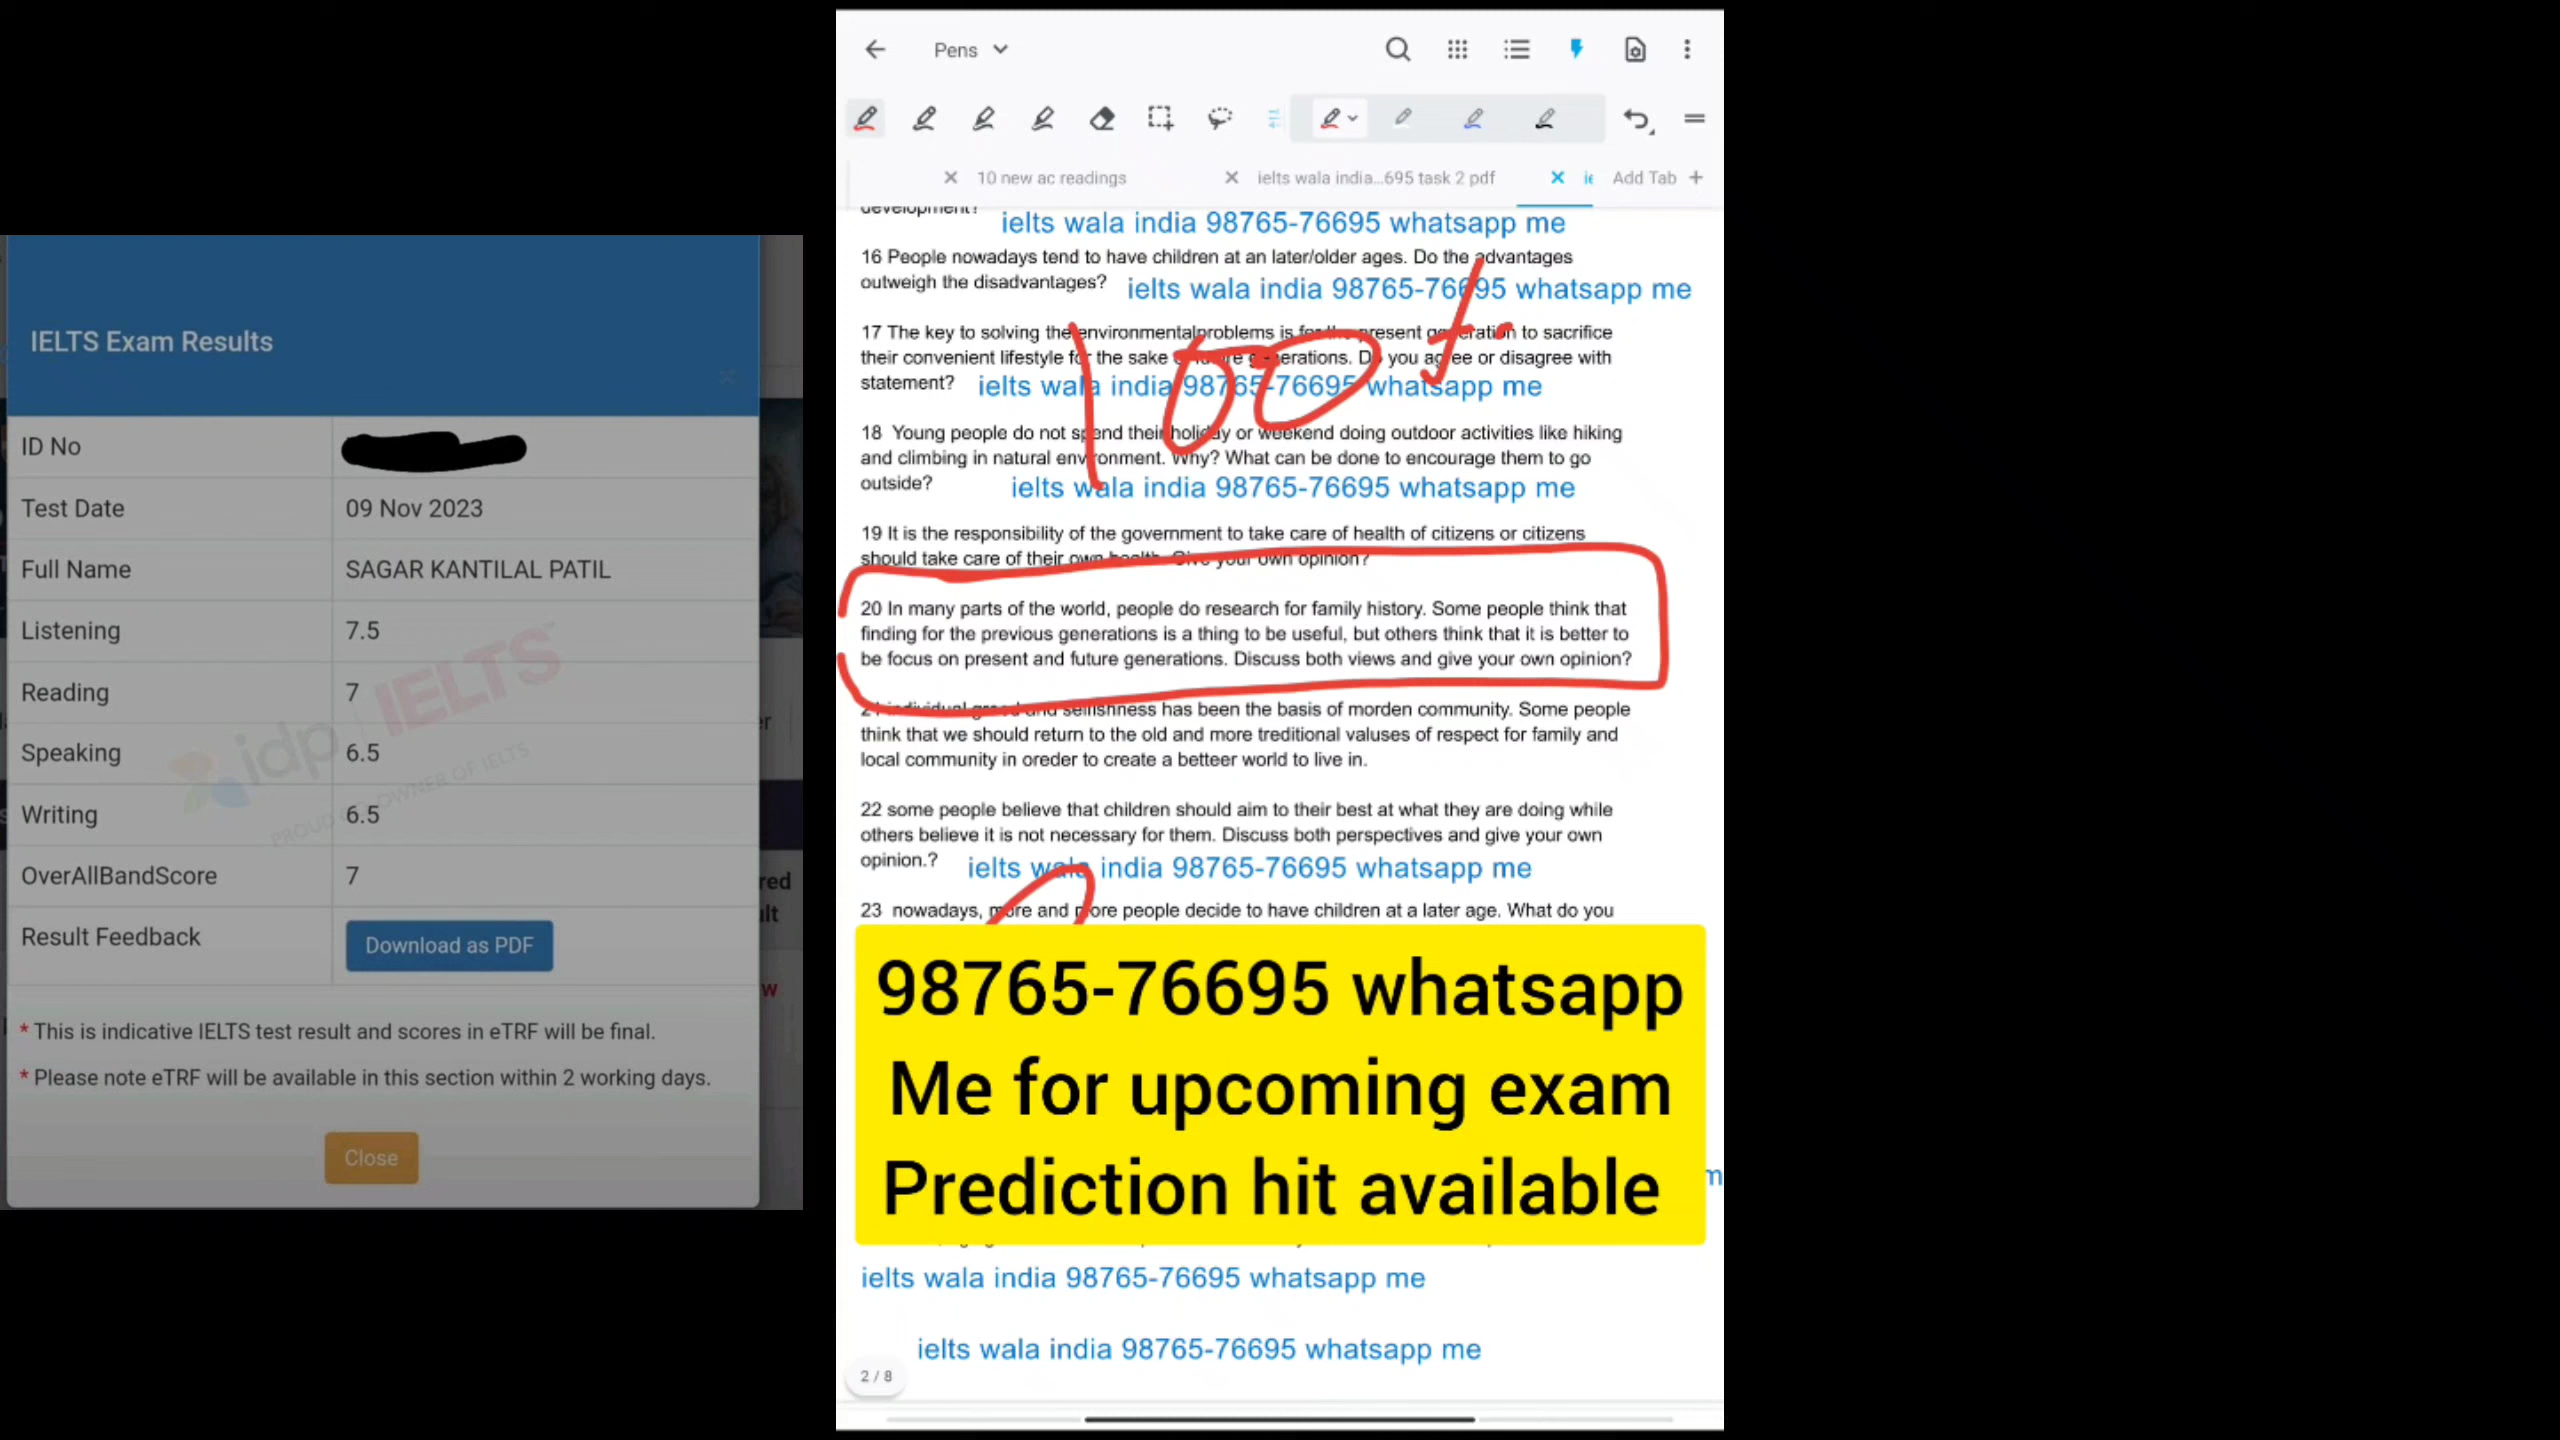 IELTS Exam Results
ID No
Test Date 09 Nov 2023
Full Name SAGAR KANTILAL PATIL
Listening 7.5
Reading 7
Speaking 6.5
Writing 6.5
OverAllBandScore 7
Result Feedback Download as PDF
* This is indicative IELTS test result and scores in eTRF will be final.
* Please note eTRF will be available in this section within 2 working days.
Close
idp IELTS
PROUD CO-OWNER OF IELTS
Pens
10 new ac readings
ielts wala india...695 task 2 pdf
ie
Add Tab +
development?
ielts wala india 98765-76695 whatsapp me
16 People nowadays tend to have children at an later/older ages. Do the advantages
outweigh the disadvantages? ielts wala india 98765-76695 whatsapp me
17 The key to solving the environmentalproblems is for the present generation to sacrifice
their convenient lifestyle for the sake of future generations. Do you agree or disagree with
statement? ielts wala india 98765-76695 whatsapp me
100
18 Young people do not spend their holiday or weekend doing outdoor activities like hiking
and climbing in natural environment. Why? What can be done to encourage them to go
outside? ielts wala india 98765-76695 whatsapp me
19 It is the responsibility of the government to take care of health of citizens or citizens
should take care of their own health. Give your own opinion?
20 In many parts of the world, people do research for family history. Some people think that
finding for the previous generations is a thing to be useful, but others think that it is better to
be focus on present and future generations. Discuss both views and give your own opinion?
21 individual greed and selfishness has been the basis of morden community. Some people
think that we should return to the old and more treditional valuses of respect for family and
local community in oreder to create a betteer world to live in.
22 some people believe that children should aim to their best at what they are doing while
others believe it is not necessary for them. Discuss both perspectives and give your own
opinion.? ielts wala india 98765-76695 whatsapp me
23 nowadays, more and more people decide to have children at a later age. What do you
98765-76695 whatsapp
Me for upcoming exam
Prediction hit available
ielts wala india 98765-76695 whatsapp me
ielts wala india 98765-76695 whatsapp me
2 / 8